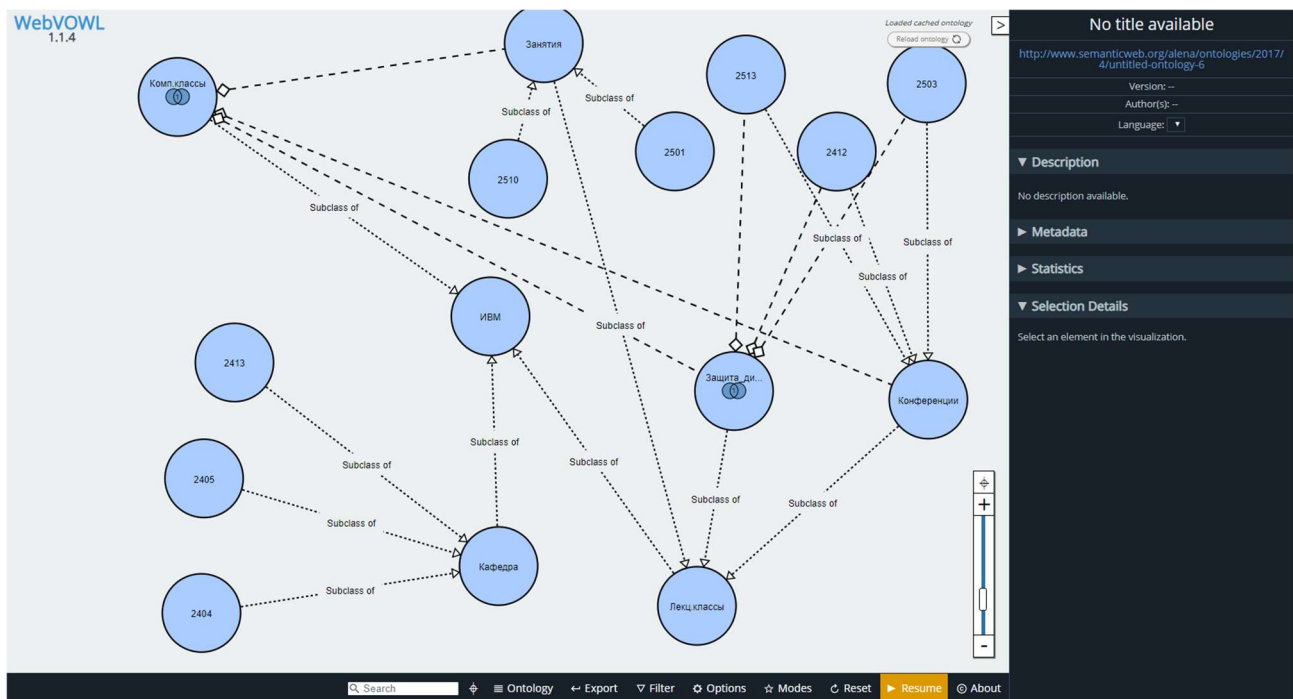 WebVOWL
1.1.4
Loaded cached ontology
Reload ontology
>
No title available
http://www.semanticweb.org/alena/ontologies/2017/
4/untitled-ontology-6
Version: --
Author(s): --
Language: ▼
▼ Description
No description available.
► Metadata
► Statistics
▼ Selection Details
Select an element in the visualization.
Занятия
Комп.классы
1
2513
2503
Subclass of
Subclass of
2510
2501
2412
Subclass of
Subclass of
Subclass of
Subclass of
ИВМ
Subclass of
2413
Защита_ди...
1
Конференции
Subclass of
Subclass of
Subclass of
2405
Subclass of
Subclass of
Subclass of
Кафедра
Subclass of
2404
Лекц.классы
+
-
Search
Ontology
Export
Filter
Options
Modes
Reset
Resume
© About